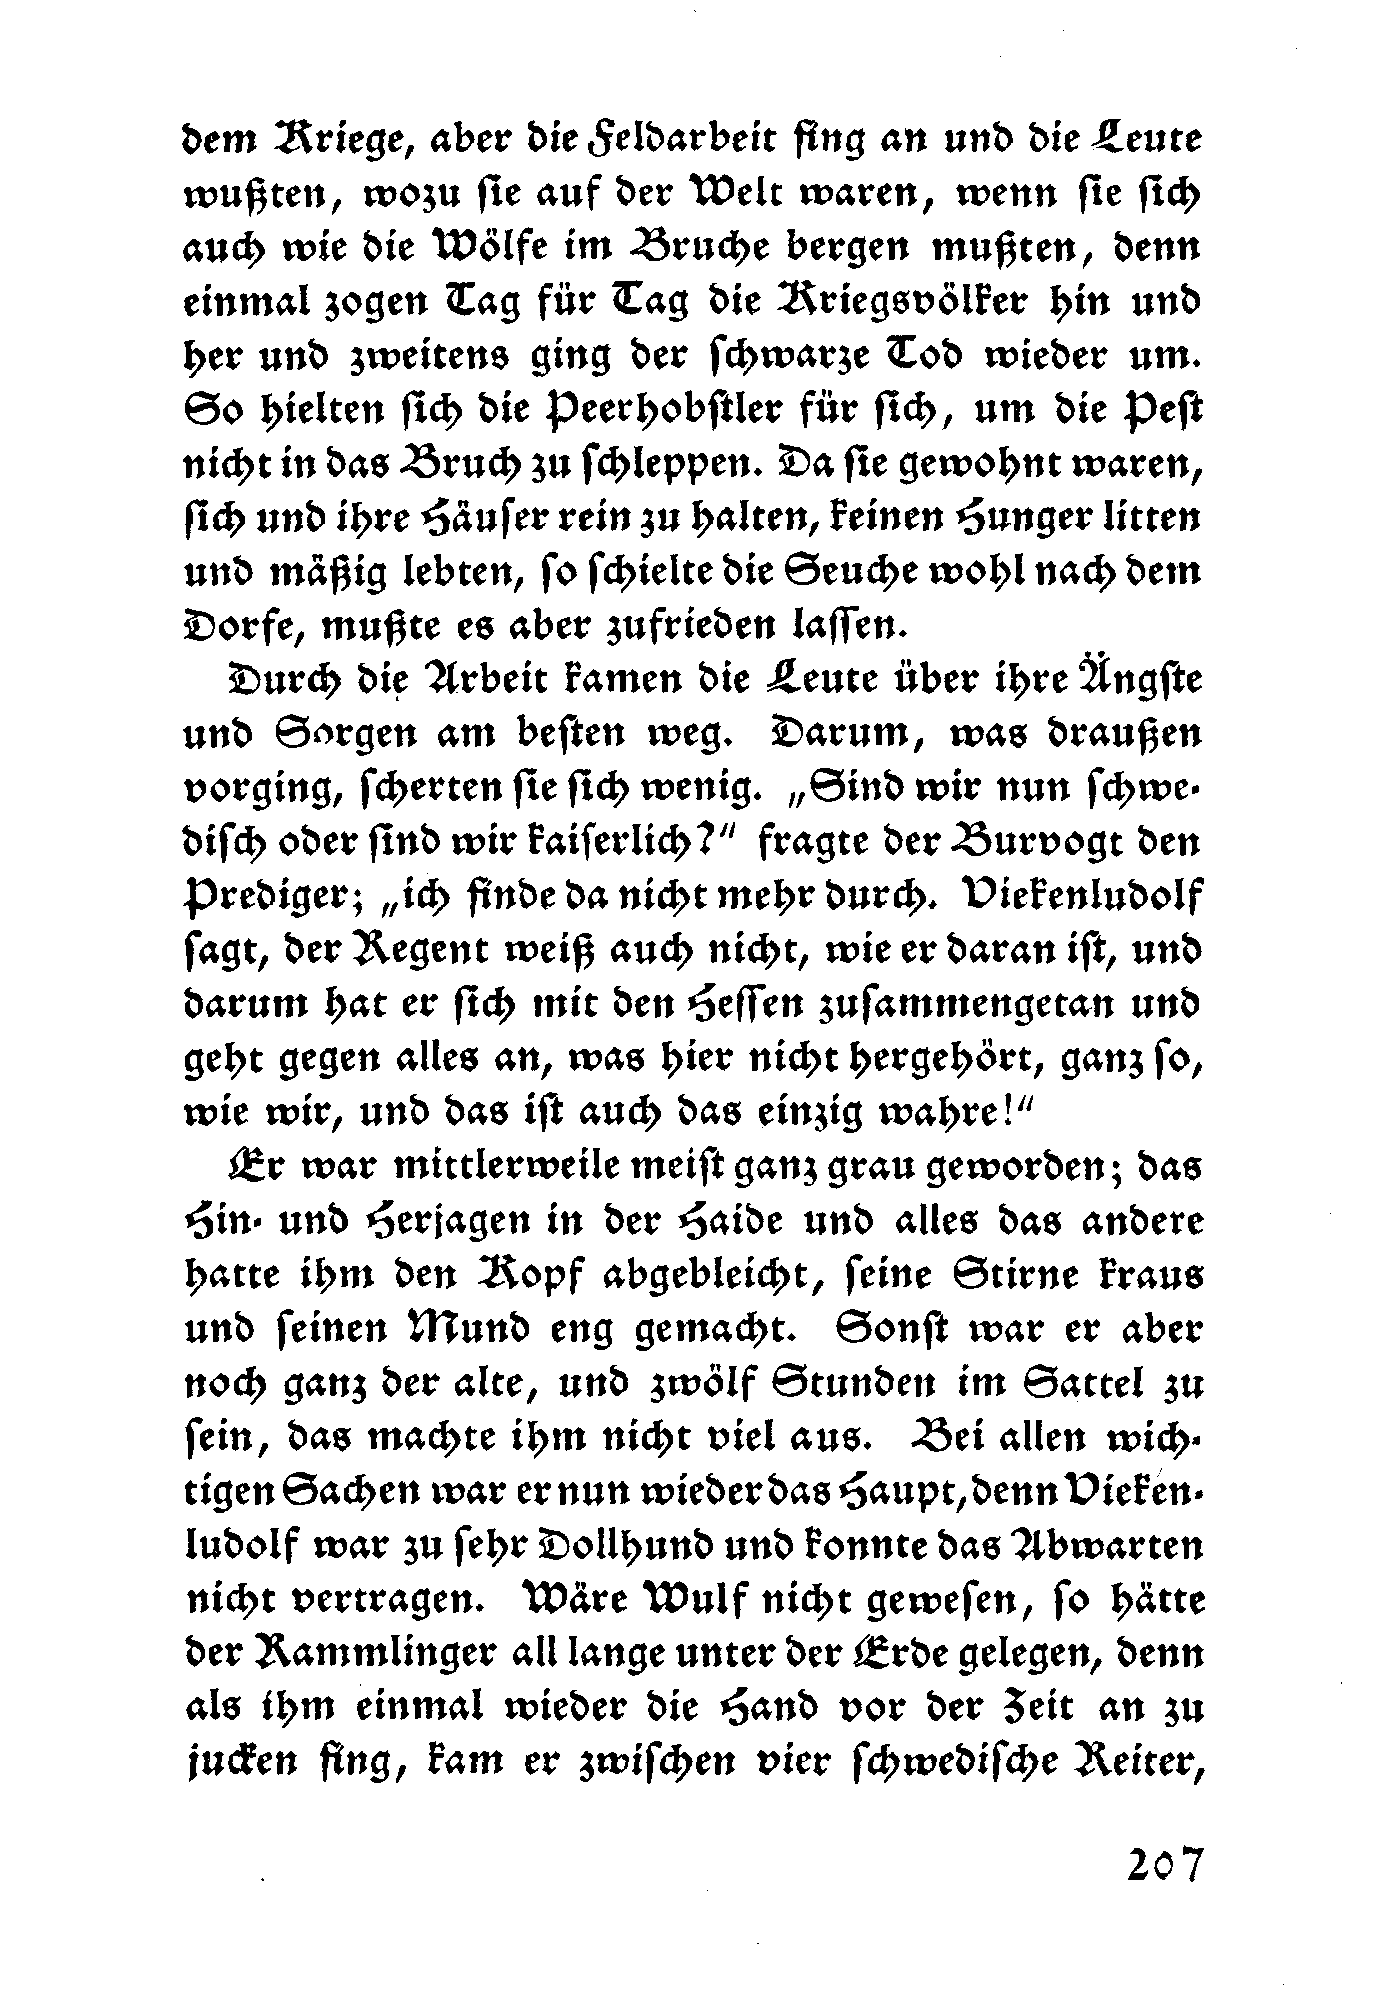 dem Kriege, aber die Feldarbeit fing an und die Leute
wußten, wozu sie auf der Welt waren, wenn sie sich
auch wie die Wölfe im Bruche bergen mußten, denn
einmal zogen Tag für Tag die Kriegsvölker hin und
her und zweitens ging der schwarze Tod wieder um.
So hielten sich die Peerhobstler für sich, um die Pest
nicht in das Bruch zu schleppen. Da sie gewohnt waren,
sich und ihre Häuser rein zu halten, keinen Hunger litten
und mäßig lebten, so schielte die Seuche wohl nach dem
Dorfe, mußte es aber zufrieden lassen.
Durch die Arbeit kamen die Leute über ihre Ängste
und Sorgen am besten weg. Darum, was draußen
vorging, scherten sie sich wenig. „Sind wir nun schwe-
disch oder sind wir kaiserlich?“ fragte der Burvogt den
Prediger; „ich finde da nicht mehr durch. Viekenludolf
sagt, der Regent weiß auch nicht, wie er daran ist, und
darum hat er sich mit den Hessen zusammengetan und
geht gegen alles an, was hier nicht hergehört, ganz so,
wie wir, und das ist auch das einzig wahre!“
Er war mittlerweile meist ganz grau geworden; das
Hin- und Herjagen in der Haide und alles das andere
hatte ihm den Kopf abgebleicht, seine Stirne kraus
und seinen Mund eng gemacht. Sonst war er aber
noch ganz der alte, und zwölf Stunden im Sattel zu
sein, das machte ihm nicht viel aus. Bei allen wich-
tigen Sachen war er nun wieder das Haupt, denn Vieken-
ludolf war zu sehr Dollhund und konnte das Abwarten
nicht vertragen. Wäre Wulf nicht gewesen, so hätte
der Rammlinger all lange unter der Erde gelegen, denn
als ihm einmal wieder die Hand vor der Zeit an zu
jucken fing, kam er zwischen vier schwedische Reiter,
207